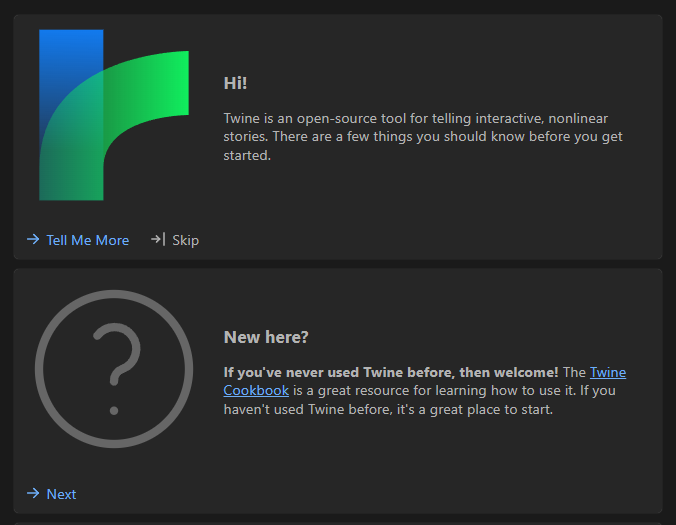 Hi!
Twine is an open-source tool for telling interactive, nonlinear
stories. There are a few things you should know before you get
started.
Tell Me More
Skip
New here?
If you've never used Twine before, then welcome! The Twine
Cookbook is a great resource for learning how to use it. If you
haven't used Twine before, it's a great place to start.
Next